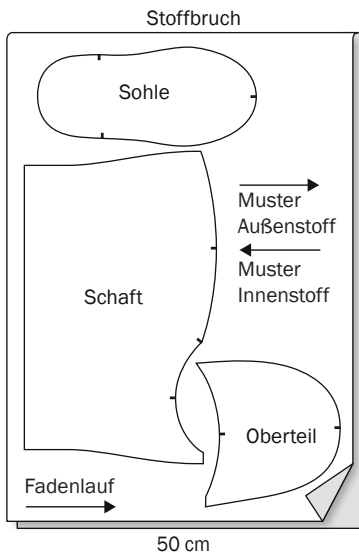 Stoffbruch
Sohle
Muster
Außenstoff
Muster
Innenstoff
Schaft
Oberteil
Fadenlauf
50 cm